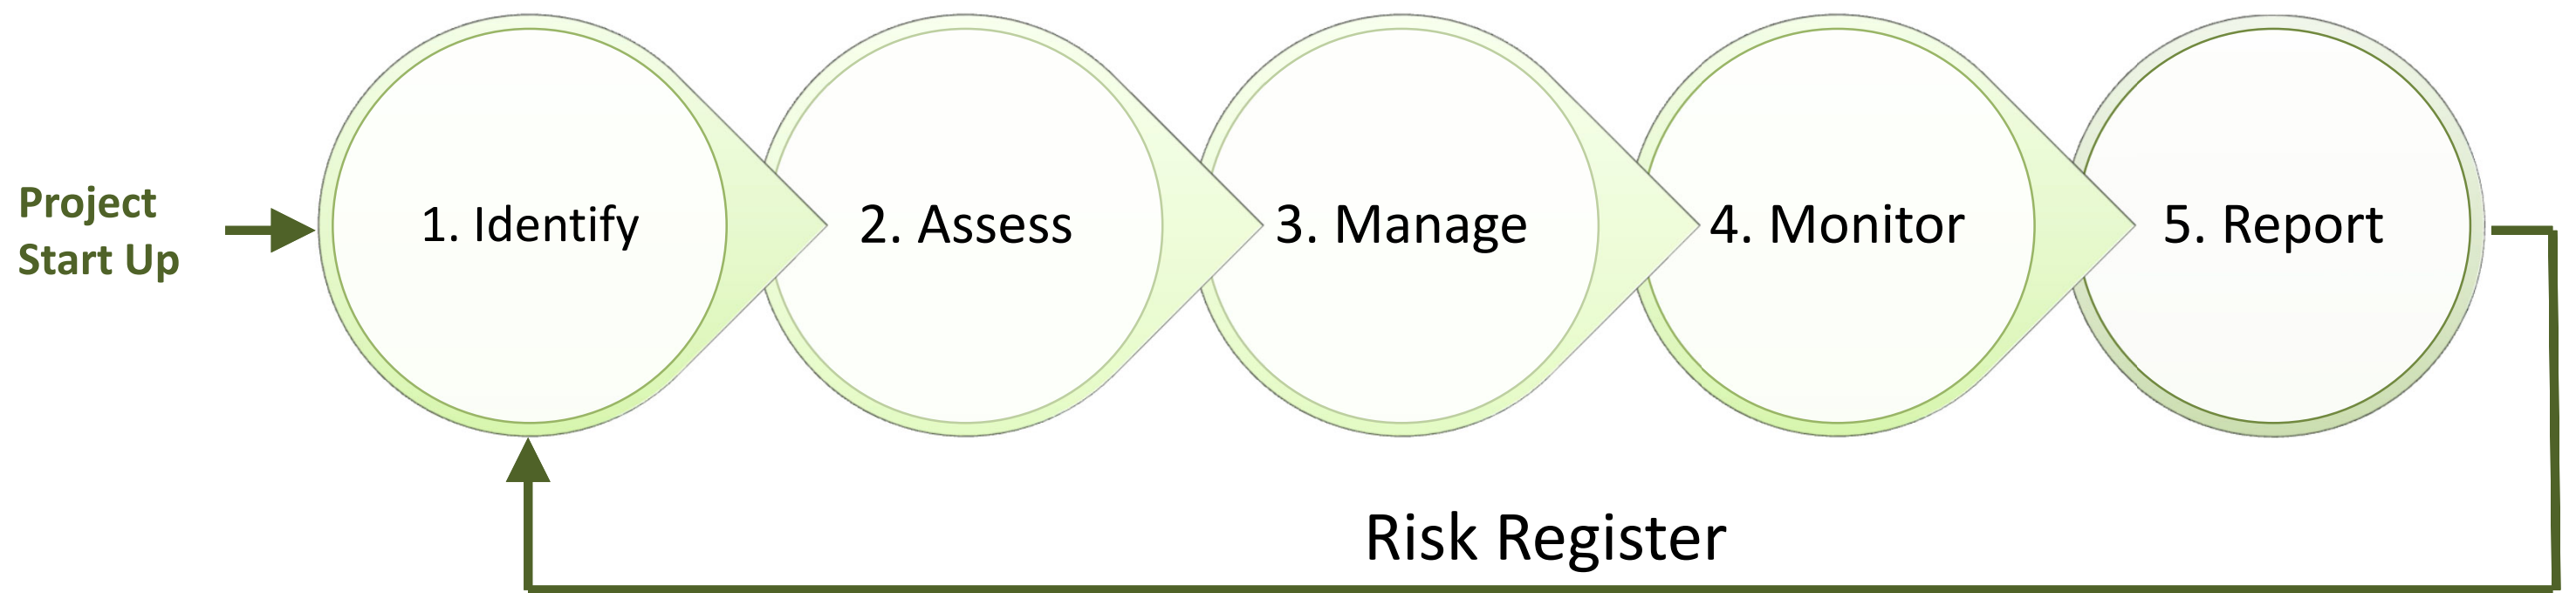 Project
Start Up
1. Identify
2. Assess
3. Manage
4. Monitor
5. Report
Risk Register